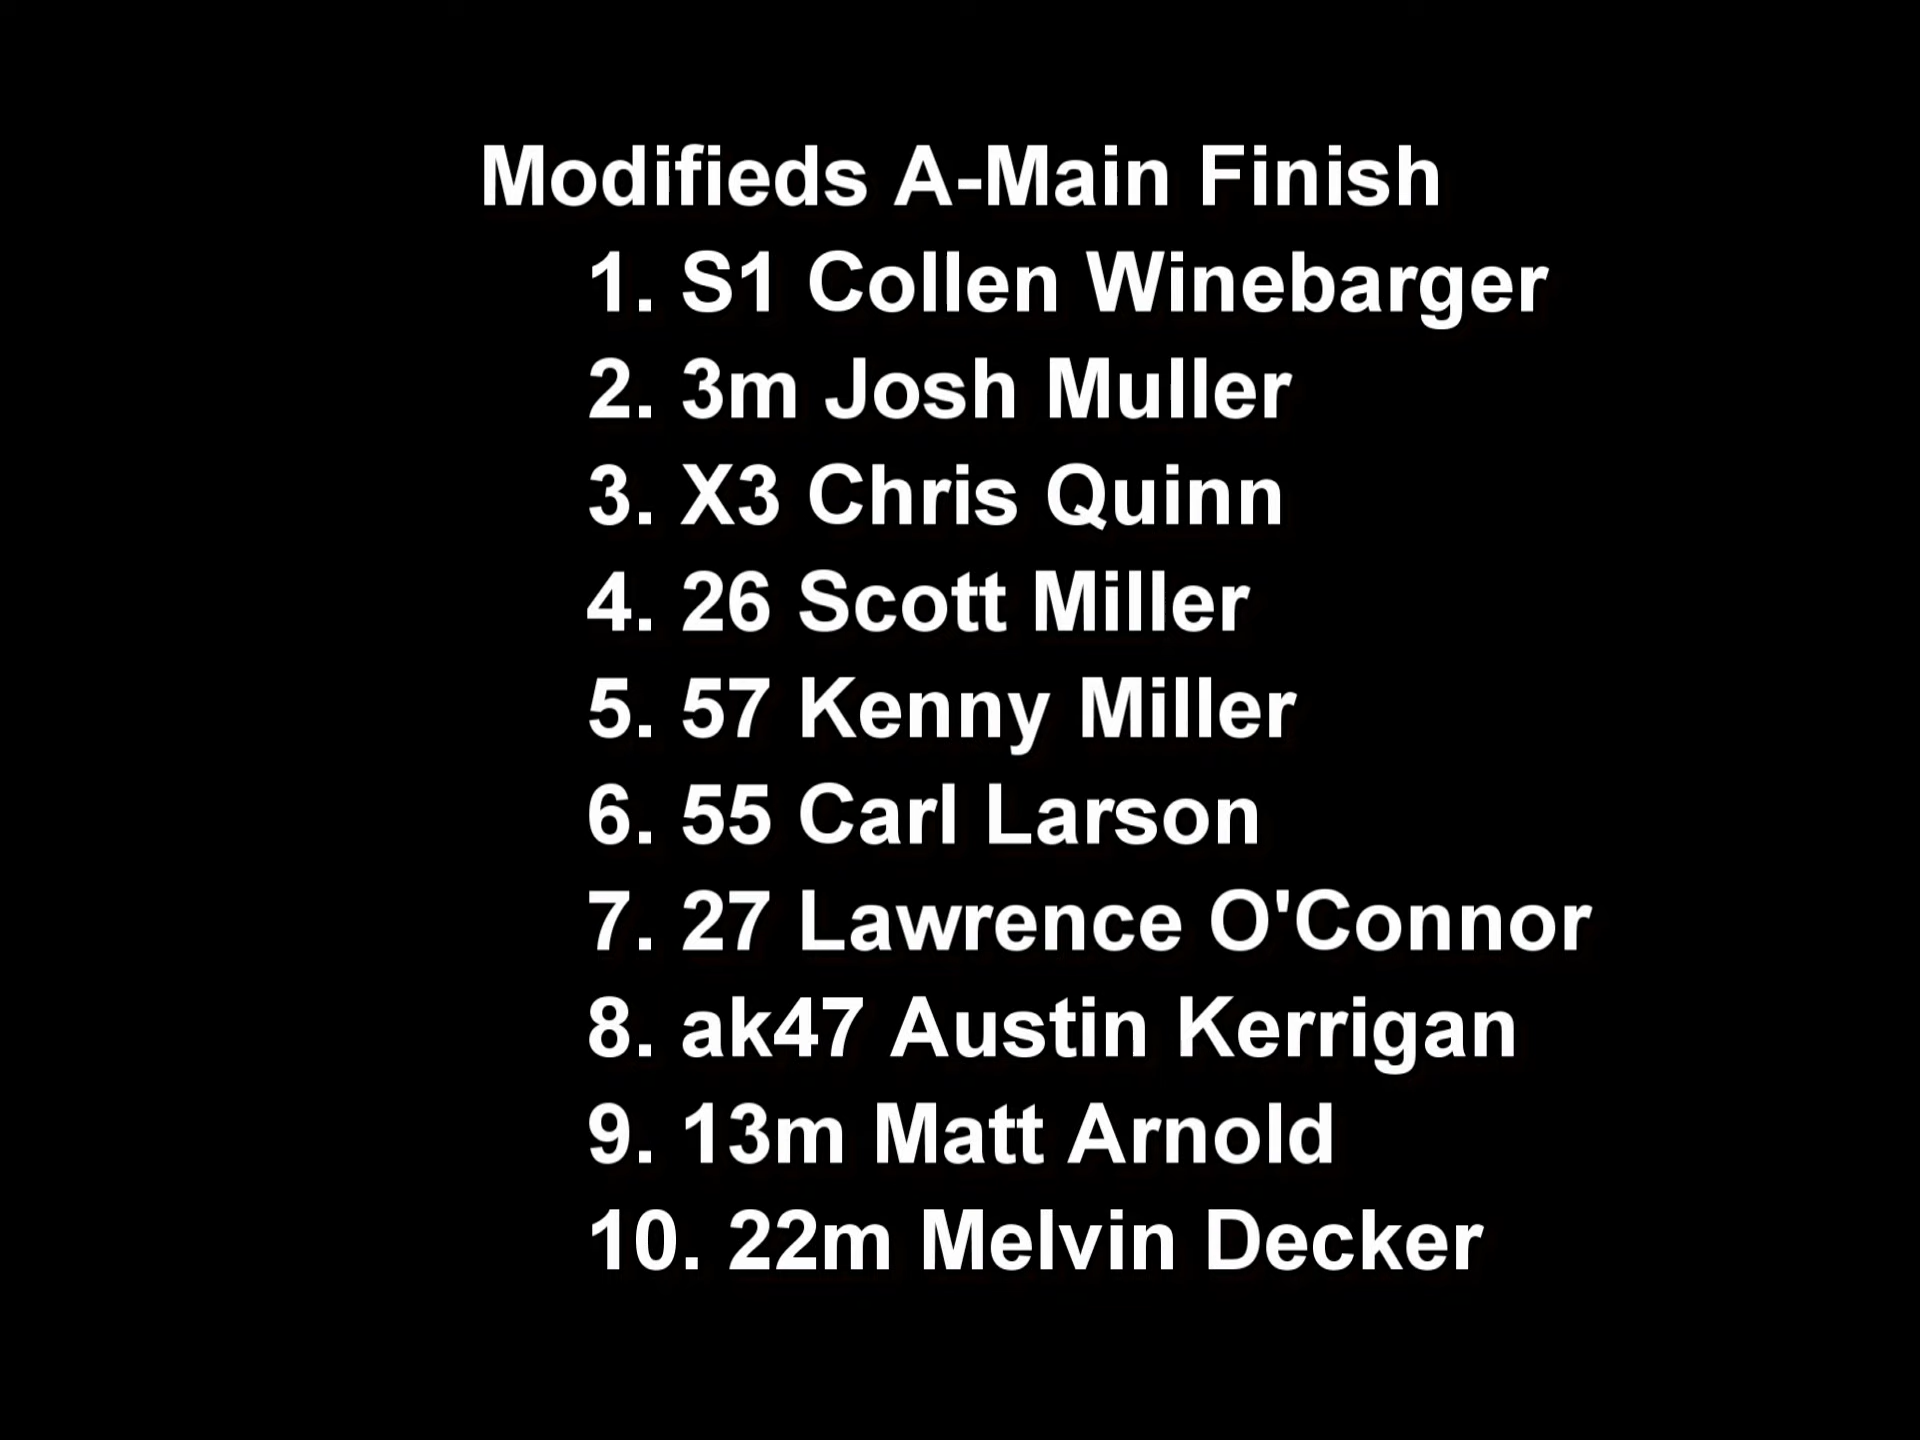 Modifieds A-Main Finish
1. S1 Collen Winebarger
2. 3m Josh Muller
3. X3 Chris Quinn
4. 26 Scott Miller
5. 57 Kenny Miller
6. 55 Carl Larson
7. 27 Lawrence O'Connor
8. ak47 Austin Kerrigan
9. 13m Matt Arnold
10. 22m Melvin Decker